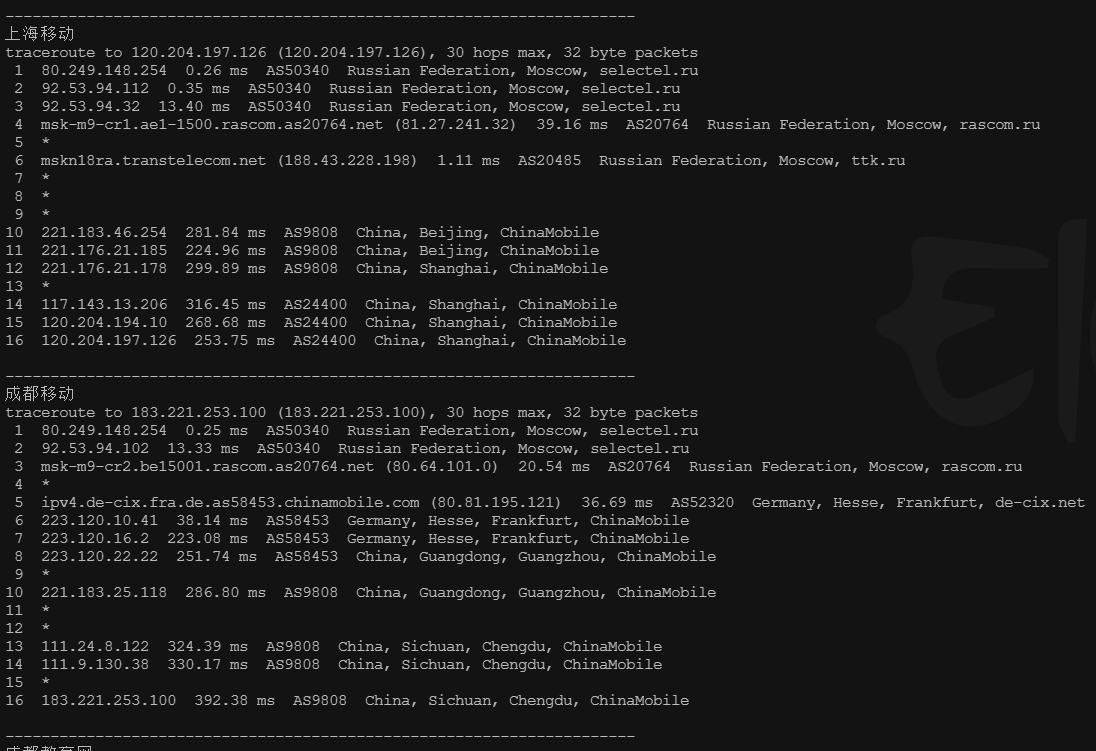 ----------------------------------------------------------------------
上海移动
traceroute to 120.204.197.126 (120.204.197.126), 30 hops max, 32 byte packets
1  80.249.148.254  0.26 ms  AS50340  Russian Federation, Moscow, selectel.ru
2  92.53.94.112  0.35 ms  AS50340  Russian Federation, Moscow, selectel.ru
3  92.53.94.32  13.40 ms  AS50340  Russian Federation, Moscow, selectel.ru
4  msk-m9-cr1.ae1-1500.rascom.as20764.net (81.27.241.32)  39.16 ms  AS20764  Russian Federation, Moscow, rascom.ru
5  *
6  mskn18ra.transtelecom.net (188.43.228.198)  1.11 ms  AS20485  Russian Federation, Moscow, ttk.ru
7  *
8  *
9  *
10  221.183.46.254  281.84 ms  AS9808  China, Beijing, ChinaMobile
11  221.176.21.185  224.96 ms  AS9808  China, Beijing, ChinaMobile
12  221.176.21.178  299.89 ms  AS9808  China, Shanghai, ChinaMobile
13  *
14  117.143.13.206  316.45 ms  AS24400  China, Shanghai, ChinaMobile
15  120.204.194.10  268.68 ms  AS24400  China, Shanghai, ChinaMobile
16  120.204.197.126  253.75 ms  AS24400  China, Shanghai, ChinaMobile
----------------------------------------------------------------------
成都移动
traceroute to 183.221.253.100 (183.221.253.100), 30 hops max, 32 byte packets
1  80.249.148.254  0.25 ms  AS50340  Russian Federation, Moscow, selectel.ru
2  92.53.94.102  13.33 ms  AS50340  Russian Federation, Moscow, selectel.ru
3  msk-m9-cr2.be15001.rascom.as20764.net (80.64.101.0)  20.54 ms  AS20764  Russian Federation, Moscow, rascom.ru
4  *
5  ipv4.de-cix.fra.de.as58453.chinamobile.com (80.81.195.121)  36.69 ms  AS52320  Germany, Hesse, Frankfurt, de-cix.net
6  223.120.10.41  38.14 ms  AS58453  Germany, Hesse, Frankfurt, ChinaMobile
7  223.120.16.2  223.08 ms  AS58453  Germany, Hesse, Frankfurt, ChinaMobile
8  223.120.22.22  251.74 ms  AS58453  China, Guangdong, Guangzhou, ChinaMobile
9  *
10  221.183.25.118  286.80 ms  AS9808  China, Guangdong, Guangzhou, ChinaMobile
11  *
12  *
13  111.24.8.122  324.39 ms  AS9808  China, Sichuan, Chengdu, ChinaMobile
14  111.9.130.38  330.17 ms  AS9808  China, Sichuan, Chengdu, ChinaMobile
15  *
16  183.221.253.100  392.38 ms  AS9808  China, Sichuan, Chengdu, ChinaMobile
----------------------------------------------------------------------
成都教育网